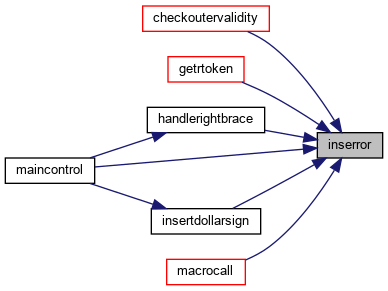 checkoutervalidity
getrtoken
handlerightbrace
inserror
maincontrol
insertdollarsign
macrocall